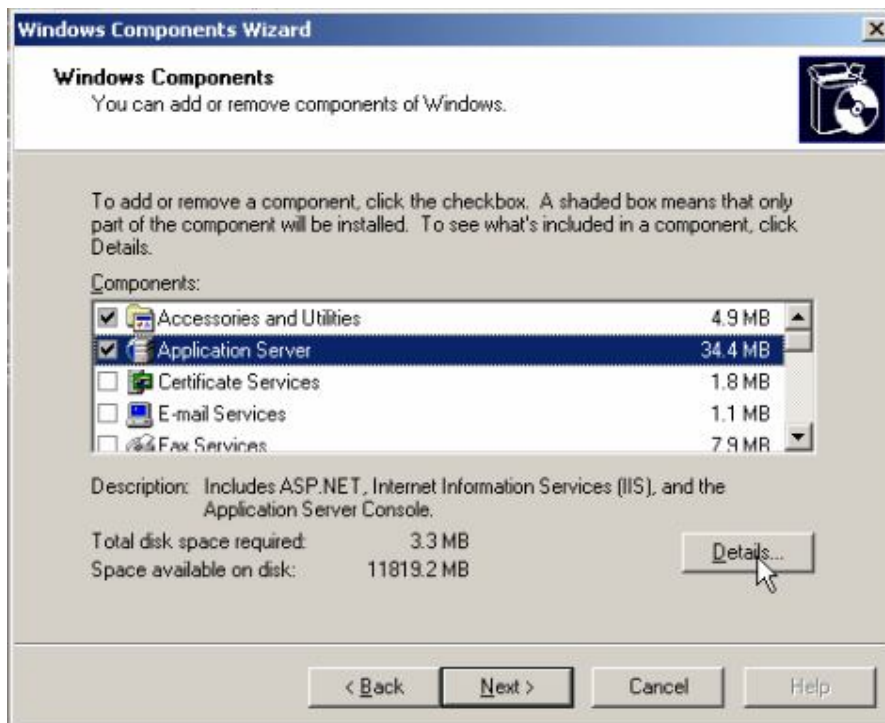 Windows Components Wizard
Windows Components
You can add or remove components of Windows.
To add or remove a component, click the checkbox. A shaded box means that only
part of the component will be installed. To see what's included in a component, click
Details.
Components:
Accessories and Utilities 4.9 MB
Application Server 34.4 MB
Certificate Services 1.8 MB
E-mail Services 1.1 MB
Fax Services 7.9 MB
Description: Includes ASP.NET, Internet Information Services (IIS), and the
Application Server Console.
Total disk space required: 3.3 MB
Space available on disk: 11819.2 MB
Details...
< Back Next > Cancel Help